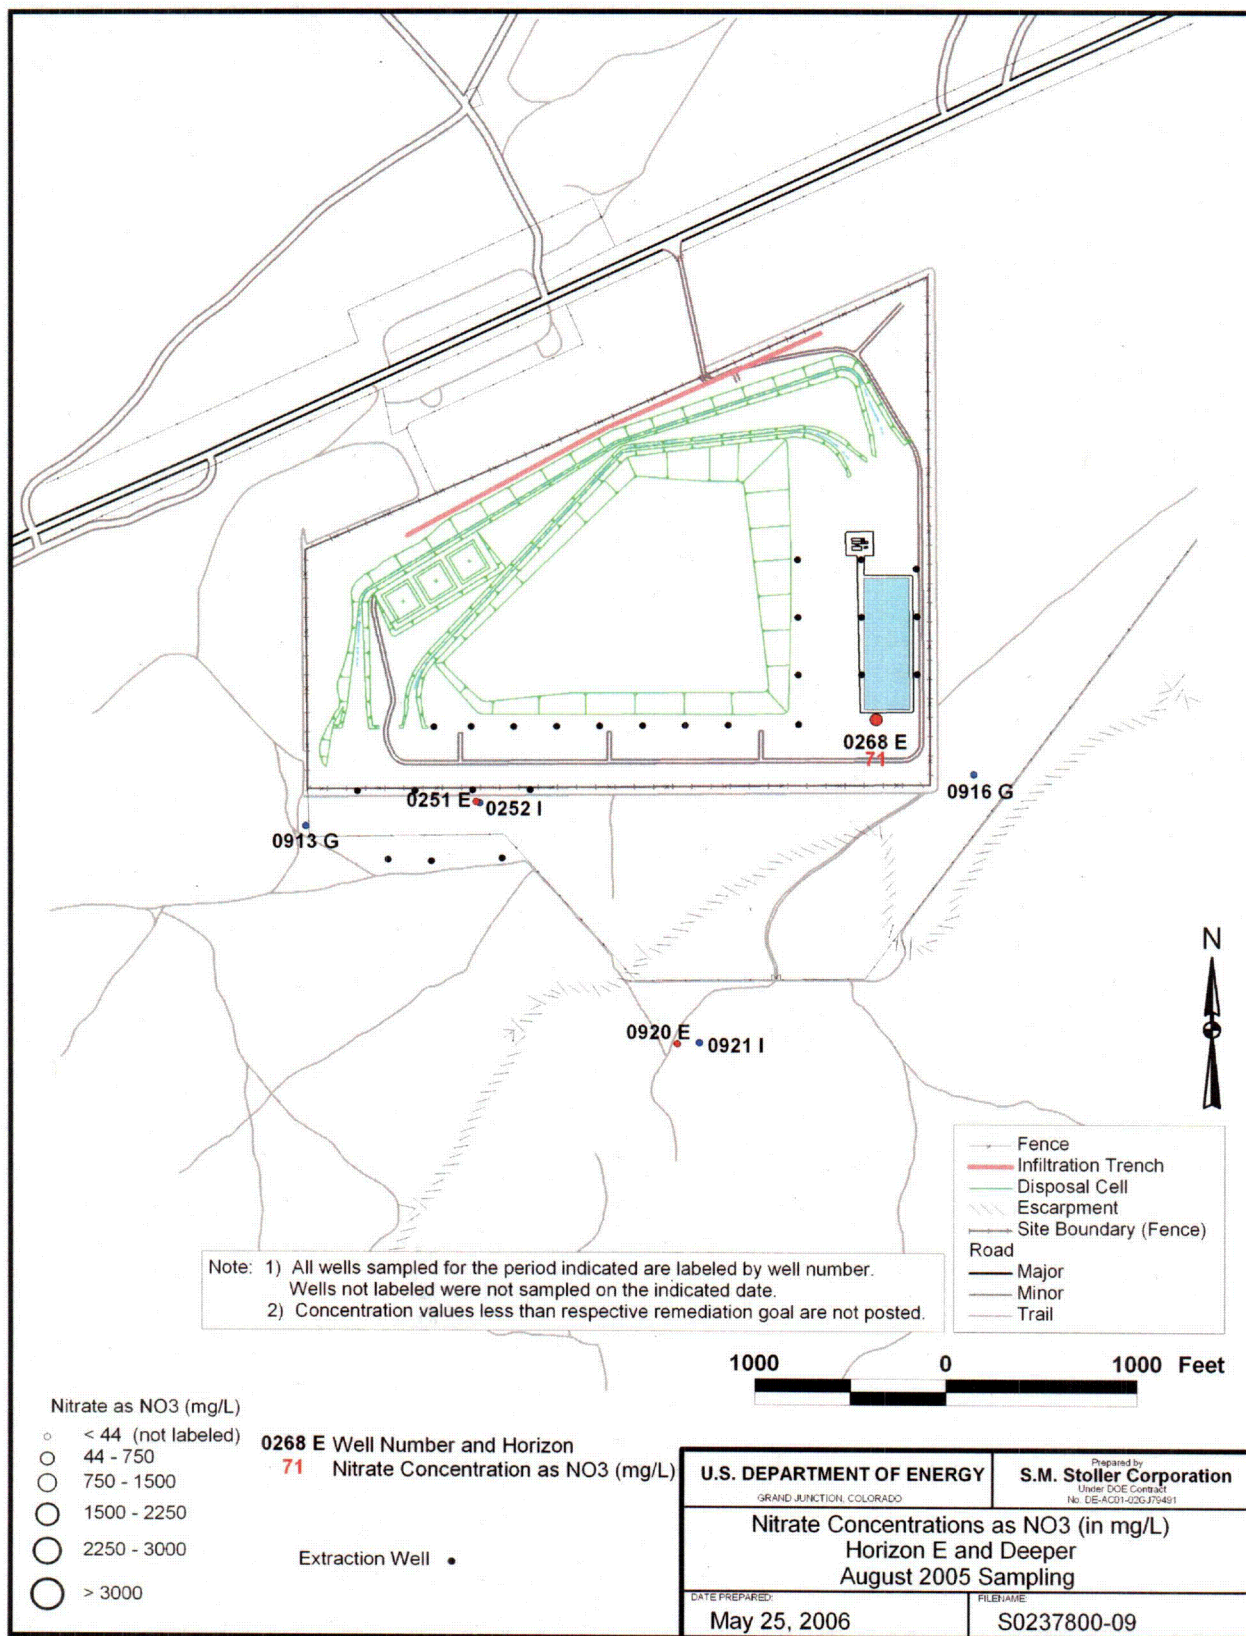 0268 E
71
0916 G
0251 E
0252 I
0913 G
N
0920 E
0921 I
Fence
Infiltration Trench
Disposal Cell
Escarpment
Site Boundary (Fence)
Road
Major
Minor
Trail
Note: 1) All wells sampled for the period indicated are labeled by well number.
Wells not labeled were not sampled on the indicated date.
2) Concentration values less than respective remediation goal are not posted.
1000 0 1000 Feet
Nitrate as NO3 (mg/L)
< 44 (not labeled)
44 - 750
750 - 1500
1500 - 2250
2250 - 3000
> 3000
0268 E Well Number and Horizon
71 Nitrate Concentration as NO3 (mg/L)
Extraction Well
U.S. DEPARTMENT OF ENERGY
GRAND JUNCTION, COLORADO
Prepared by
S.M. Stoller Corporation
Under DOE Contract
No. DE-AC01-02GJ79491
Nitrate Concentrations as NO3 (in mg/L)
Horizon E and Deeper
August 2005 Sampling
DATE PREPARED:
May 25, 2006
FILENAME:
S0237800-09